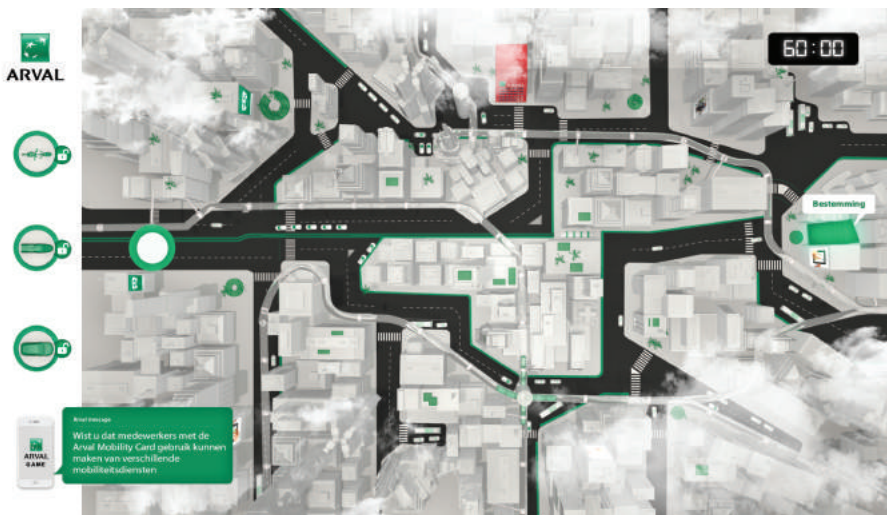 ARVAL
60:00
Bestemming
Arval message
Wist u dat medewerkers met de
Arval Mobility Card gebruik kunnen
maken van verschillende
mobiliteitsdiensten
ARVAL
GAME